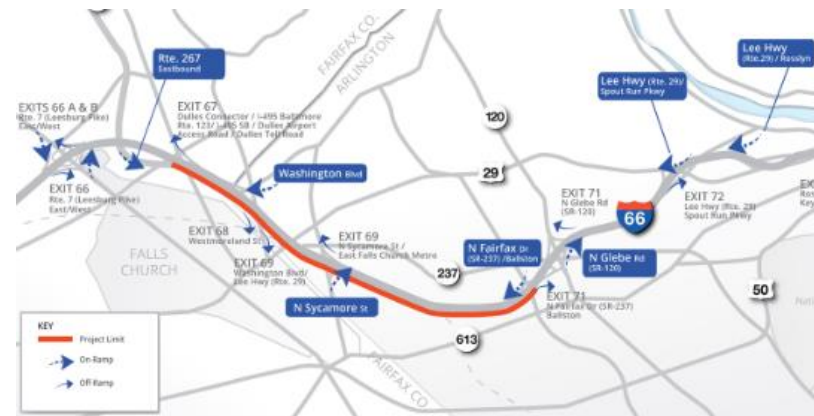 Rte. 267
Eastbound
FAIRFAX CO.
ARLINGTON
Lee Hwy
(Rte.29) / Rosslyn
Lee Hwy (Rte. 29)/
Spout Run Pkwy
EXITS 66 A & B
Rte. 7 (Leesburg Pike)
East/West
EXIT 67
Dulles Connector / I-495 Baltimore
Rte. 123/ I-495 SB / Dulles Airport
Access Road / Dulles Toll Road
120
29
Washington Blvd
EXIT 66
Rte. 7 (Leesburg Pike)
East/West
EXIT 71
N Glebe Rd
(SR-120)
66
EXIT 72
Lee Hwy (Rte. 29)
Spout Run Pkwy
EXIT 68
Westmoreland St
EXIT 69
N Sycamore St /
East Falls Church Metro
FALLS
CHURCH
EXIT 69
Washington Blvd/
Lee Hwy (Rte. 29)
237
N Fairfax Dr
(SR-237) /Ballston
N Glebe Rd
(SR-120)
50
N Sycamore St
EXIT 71
N Fairfax Dr (SR-237)
Ballston
613
FAIRFAX CO
KEY
Project Limit
On-Ramp
Off-Ramp